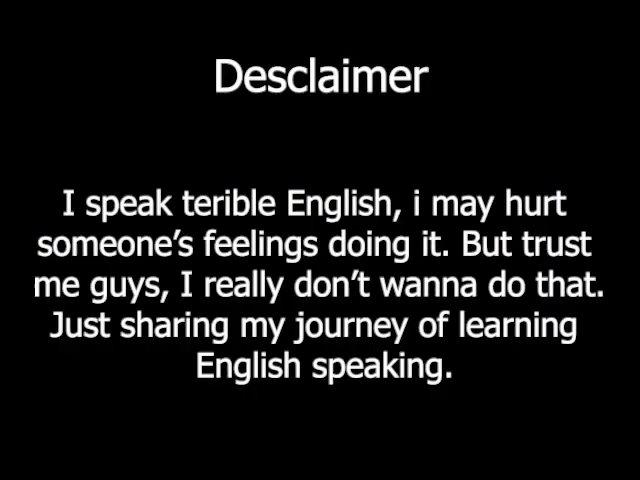 Desclaimer
I speak terible English, i may hurt
someone's feelings doing it. But trust
me guys, I really don't wanna do that.
Just sharing my journey of learning
English speaking.